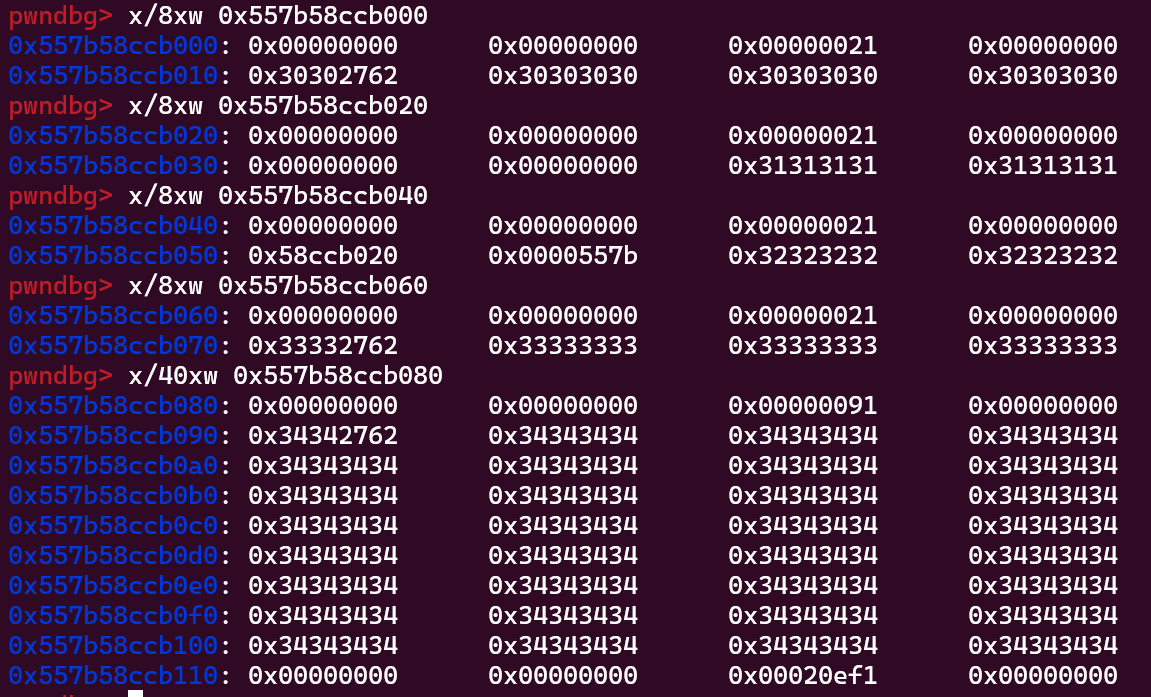 pwndbg> x/8xw 0x557b58ccb000
0x557b58ccb000: 0x00000000 0x00000000 0x00000021 0x00000000
0x557b58ccb010: 0x30302762 0x30303030 0x30303030 0x30303030
pwndbg> x/8xw 0x557b58ccb020
0x557b58ccb020: 0x00000000 0x00000000 0x00000021 0x00000000
0x557b58ccb030: 0x00000000 0x00000000 0x31313131 0x31313131
pwndbg> x/8xw 0x557b58ccb040
0x557b58ccb040: 0x00000000 0x00000000 0x00000021 0x00000000
0x557b58ccb050: 0x58ccb020 0x0000557b 0x32323232 0x32323232
pwndbg> x/8xw 0x557b58ccb060
0x557b58ccb060: 0x00000000 0x00000000 0x00000021 0x00000000
0x557b58ccb070: 0x33332762 0x33333333 0x33333333 0x33333333
pwndbg> x/40xw 0x557b58ccb080
0x557b58ccb080: 0x00000000 0x00000000 0x00000091 0x00000000
0x557b58ccb090: 0x34342762 0x34343434 0x34343434 0x34343434
0x557b58ccb0a0: 0x34343434 0x34343434 0x34343434 0x34343434
0x557b58ccb0b0: 0x34343434 0x34343434 0x34343434 0x34343434
0x557b58ccb0c0: 0x34343434 0x34343434 0x34343434 0x34343434
0x557b58ccb0d0: 0x34343434 0x34343434 0x34343434 0x34343434
0x557b58ccb0e0: 0x34343434 0x34343434 0x34343434 0x34343434
0x557b58ccb0f0: 0x34343434 0x34343434 0x34343434 0x34343434
0x557b58ccb100: 0x34343434 0x34343434 0x34343434 0x34343434
0x557b58ccb110: 0x00000000 0x00000000 0x00020ef1 0x00000000